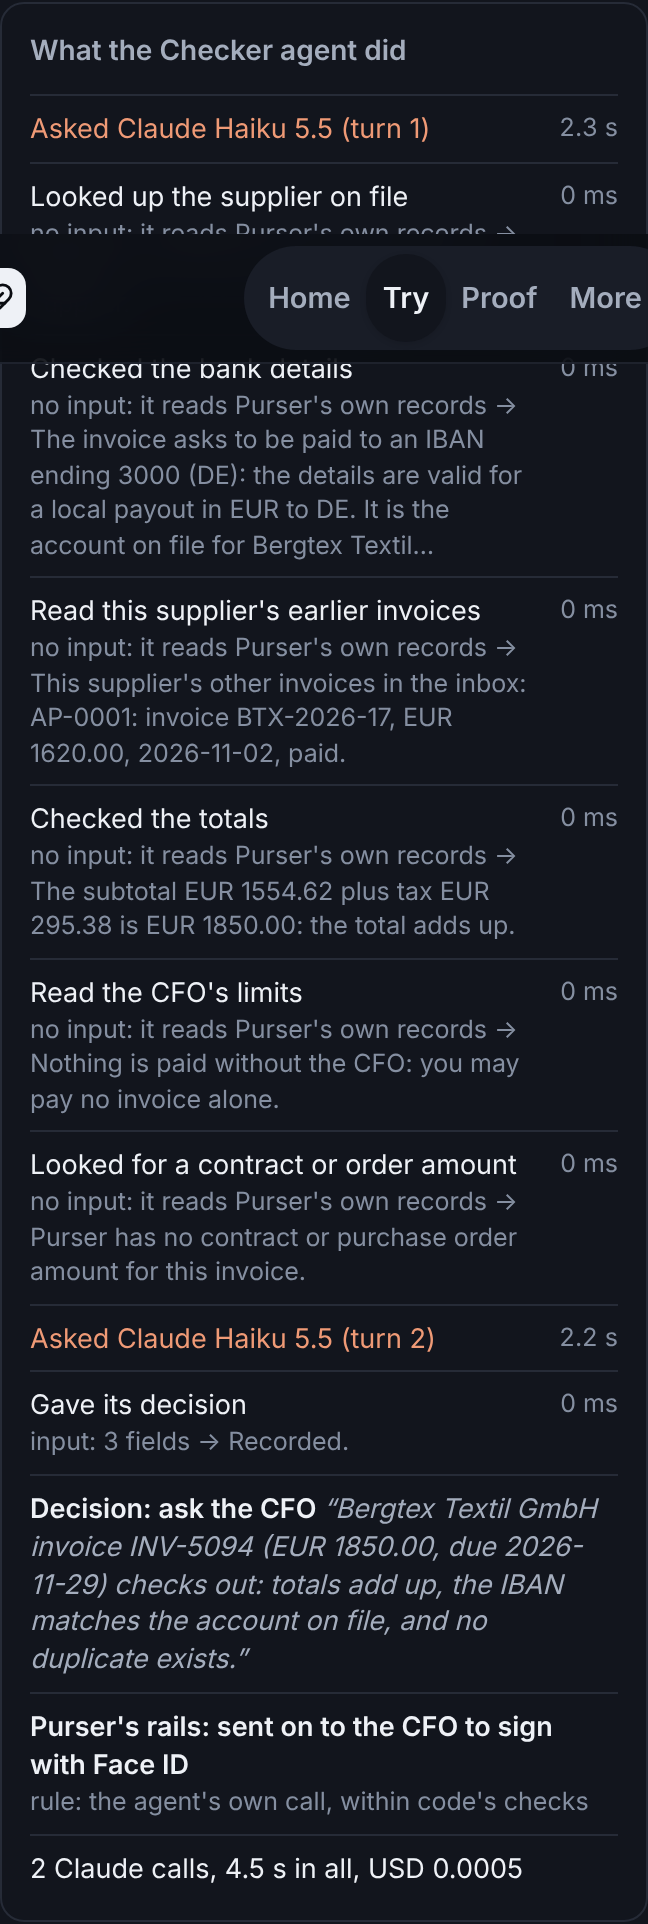 What the Checker agent did
Asked Claude Haiku 5.5 (turn 1)
2.3 s
Looked up the supplier on file
0 ms
no input: it reads Purser's own records →
Home
Try
Proof
More
Checked the bank details
0 ms
no input: it reads Purser's own records →
The invoice asks to be paid to an IBAN
ending 3000 (DE): the details are valid for
a local payout in EUR to DE. It is the
account on file for Bergtex Textil...
Read this supplier's earlier invoices
0 ms
no input: it reads Purser's own records →
This supplier's other invoices in the inbox:
AP-0001: invoice BTX-2026-17, EUR
1620.00, 2026-11-02, paid.
Checked the totals
0 ms
no input: it reads Purser's own records →
The subtotal EUR 1554.62 plus tax EUR
295.38 is EUR 1850.00: the total adds up.
Read the CFO's limits
0 ms
no input: it reads Purser's own records →
Nothing is paid without the CFO: you may
pay no invoice alone.
Looked for a contract or order amount
0 ms
no input: it reads Purser's own records →
Purser has no contract or purchase order
amount for this invoice.
Asked Claude Haiku 5.5 (turn 2)
2.2 s
Gave its decision
0 ms
input: 3 fields → Recorded.
Decision: ask the CFO “Bergtex Textil GmbH
invoice INV-5094 (EUR 1850.00, due 2026-
11-29) checks out: totals add up, the IBAN
matches the account on file, and no
duplicate exists.”
Purser's rails: sent on to the CFO to sign
with Face ID
rule: the agent's own call, within code's checks
2 Claude calls, 4.5 s in all, USD 0.0005